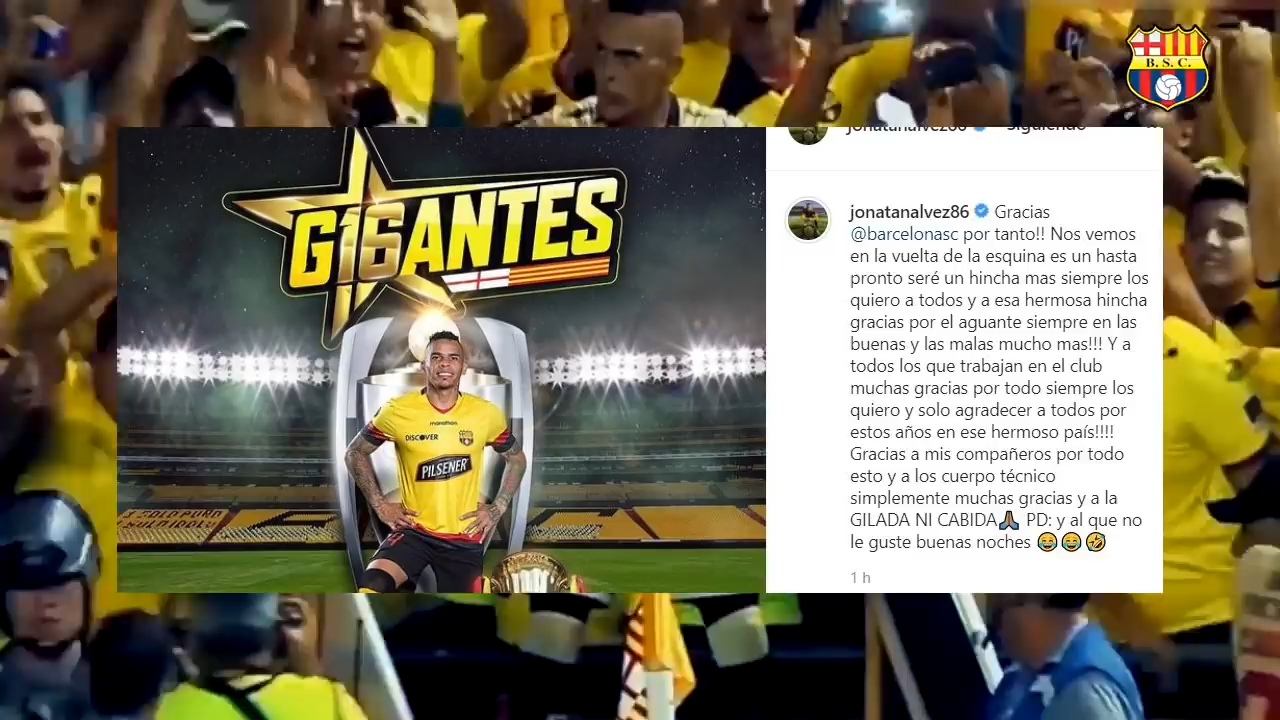 B. S. C.
jonatanalvez86 Siguiendo
G16ANTES
jonatanalvez86 Gracias
@barcelonasc por tanto!! Nos vemos
en la vuelta de la esquina es un hasta
pronto seré un hincha mas siempre los
quiero a todos y a esa hermosa hincha
gracias por el aguante siempre en las
buenas y las malas mucho mas!!! Y a
todos los que trabajan en el club
muchas gracias por todo siempre los
quiero y solo agradecer a todos por
estos años en ese hermoso país!!!!
Gracias a mis compañeros por todo
esto y a los cuerpo técnico
simplemente muchas gracias y a la
GILADA NI CABIDA🙏🏾 PD: y al que no
le guste buenas noches 😂😂🤣
1 h
marathon
DISCOVER
PILSENER